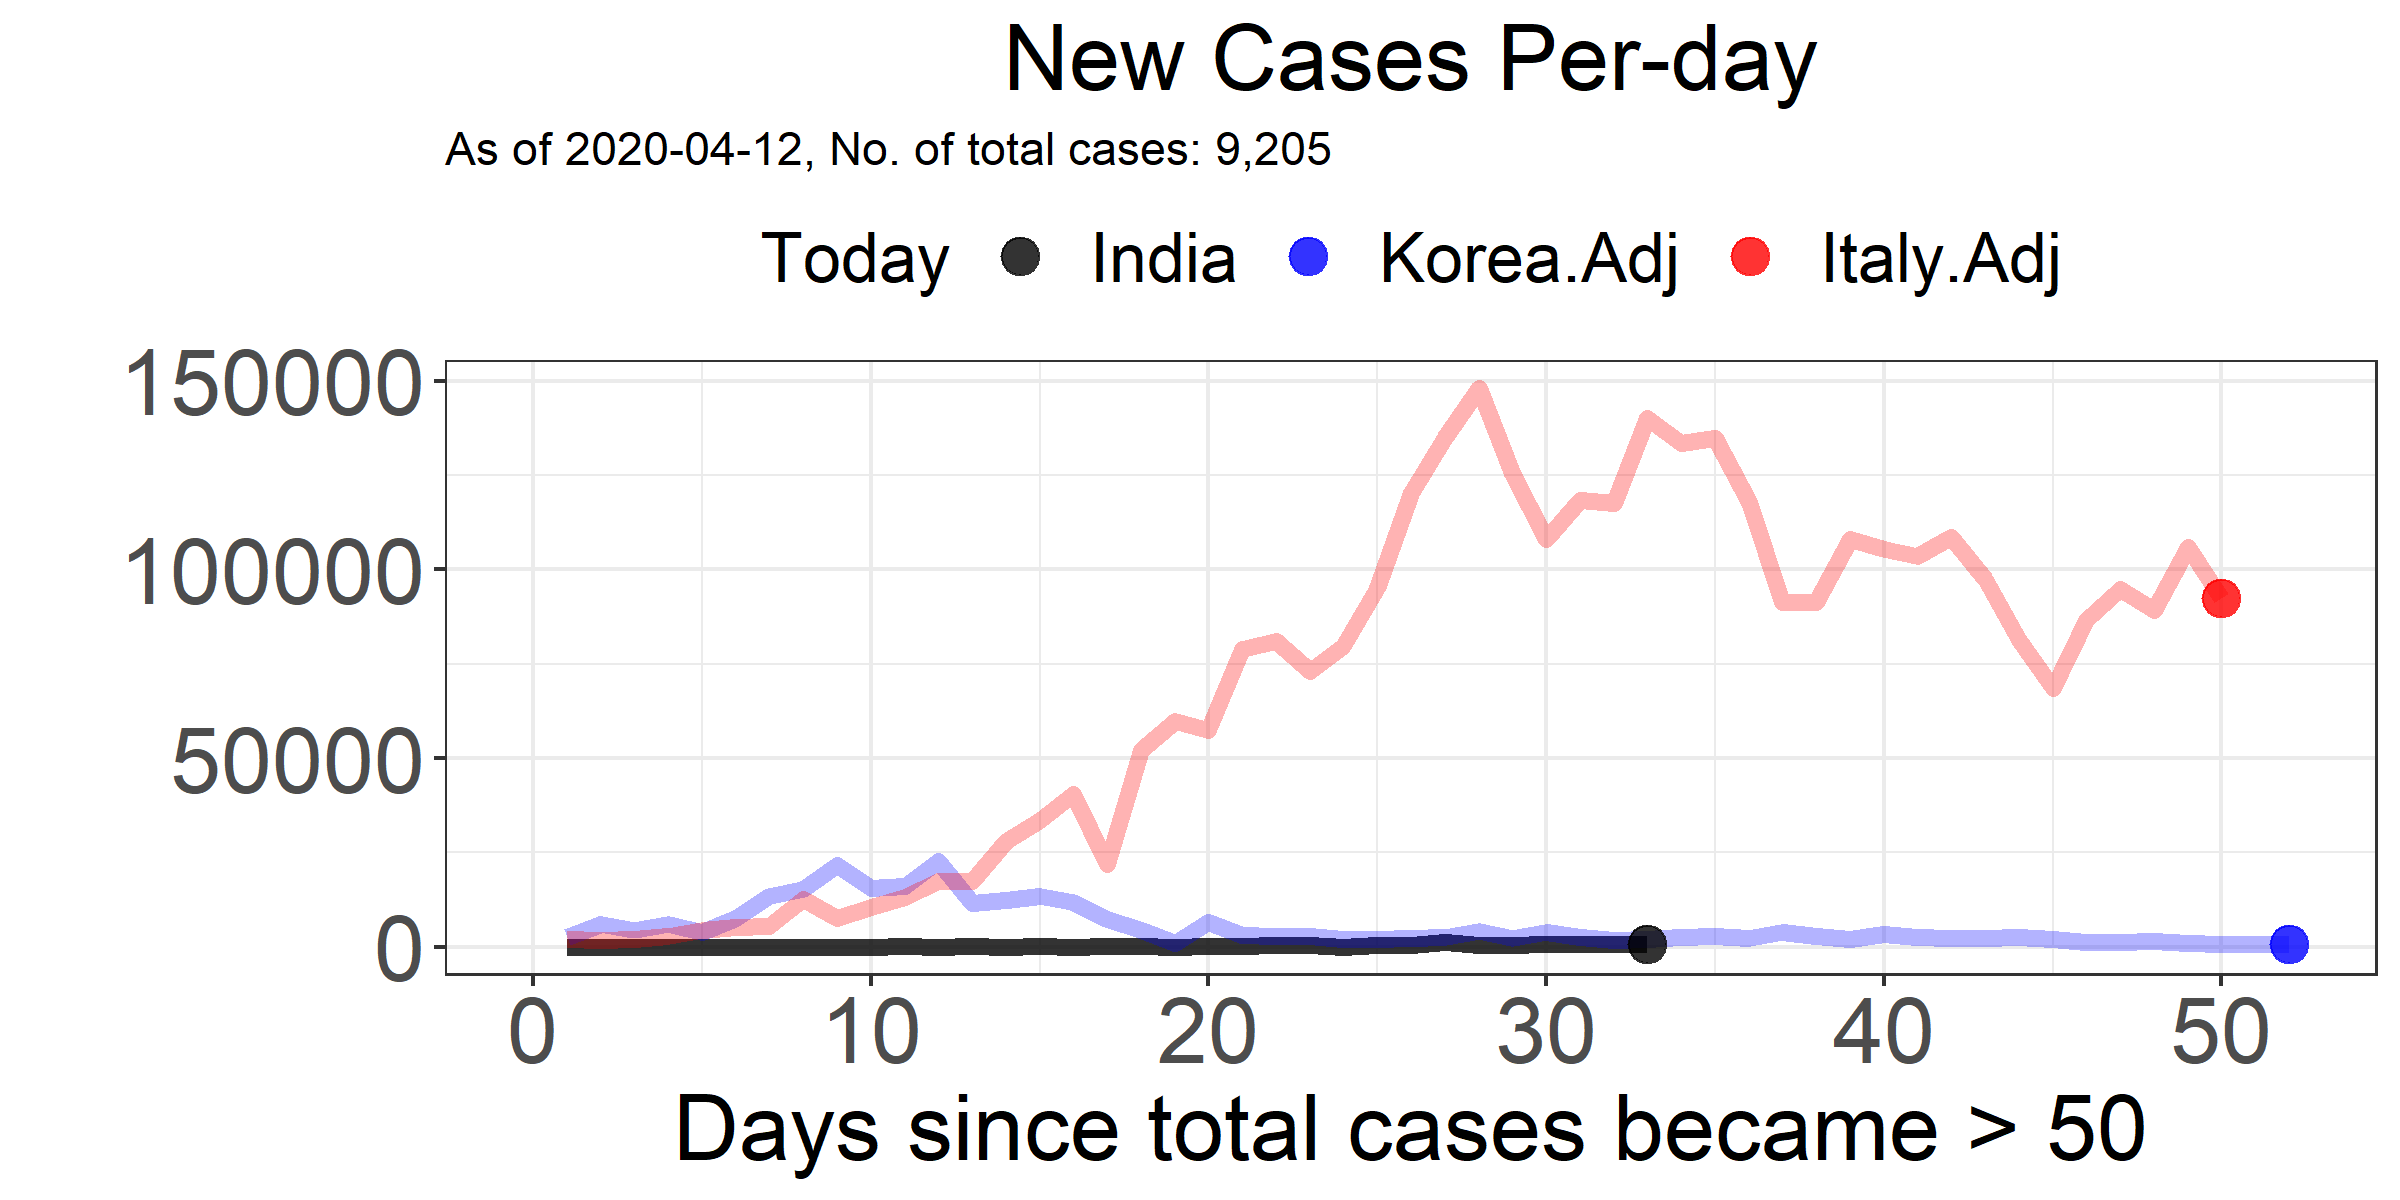 New Cases Per-day
As of 2020-04-12, No. of total cases: 9,205
Today India Korea.Adj Italy.Adj
150000
100000
50000
0
0 10 20 30 40 50
Days since total cases became > 50